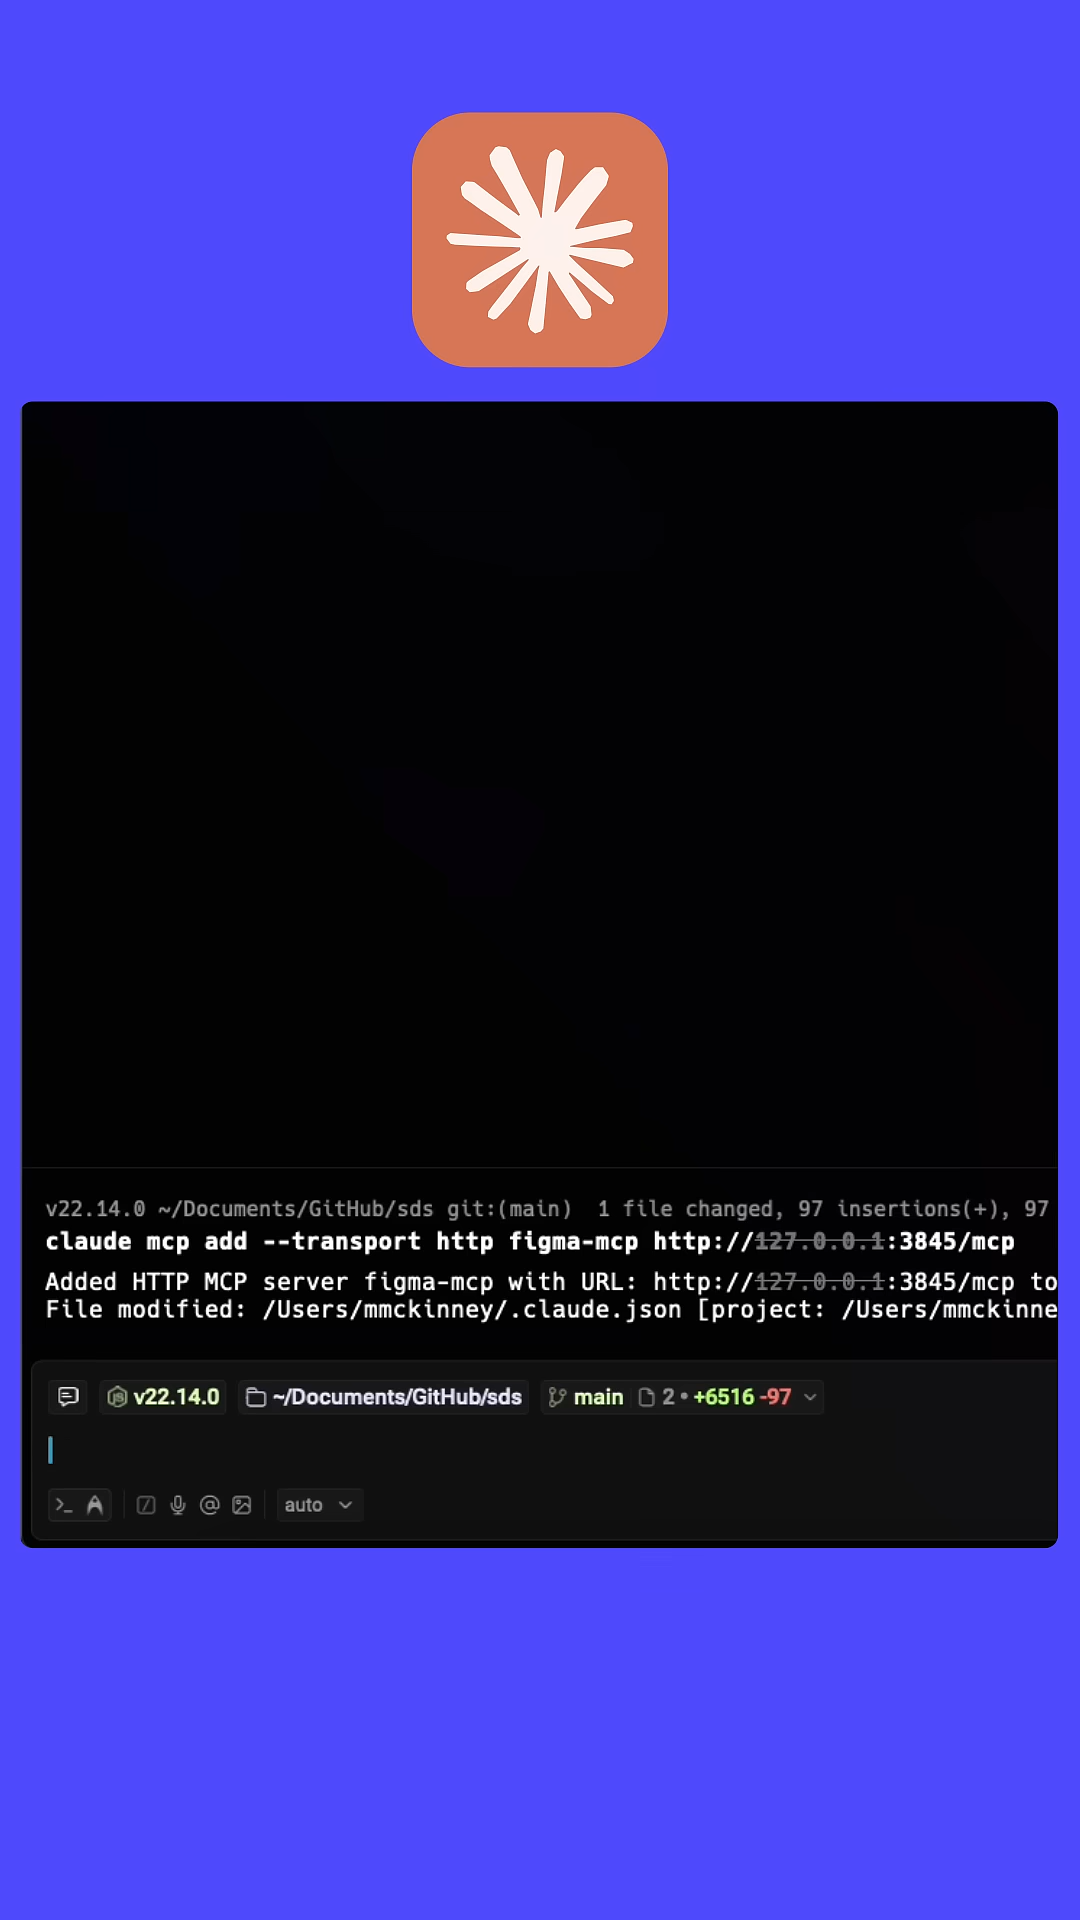 v22.14.0 ~/Documents/GitHub/sds git:(main) 1 file changed, 97 insertions(+), 97
claude mcp add --transport http figma-mcp http://127.0.0.1:3845/mcp
Added HTTP MCP server figma-mcp with URL: http://127.0.0.1:3845/mcp to
File modified: /Users/mmckinney/.claude.json [project: /Users/mmckinne
v22.14.0 ~/Documents/GitHub/sds main 2 • +6516 -97
auto